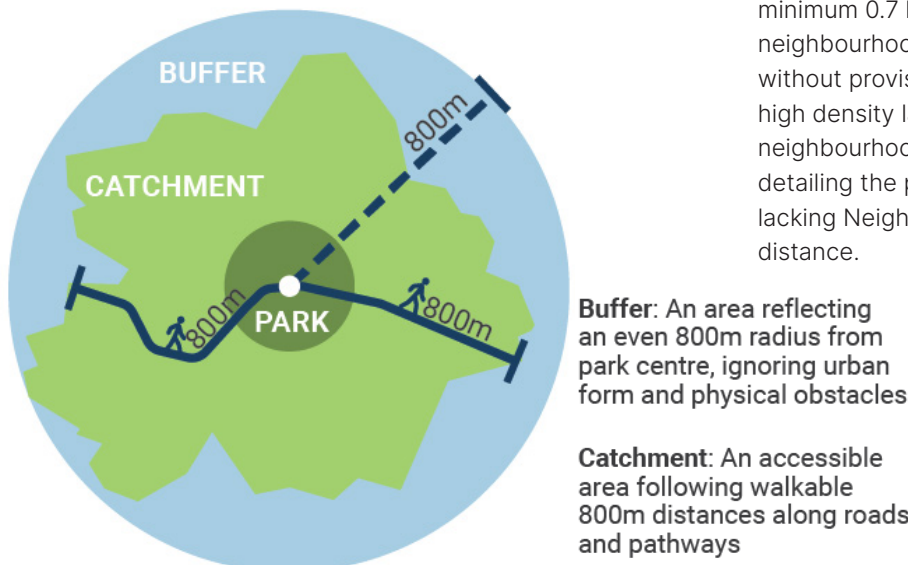 minimum 0.7
neighbourhoo
without provis
high density l
neighbourhoo
detailing the p
lacking Neigh
distance.
BUFFER
800m
CATCHMENT
800m
PARK
800m
Buffer: An area reflecting
an even 800m radius from
park centre, ignoring urban
form and physical obstacles
Catchment: An accessible
area following walkable
800m distances along roads
and pathways